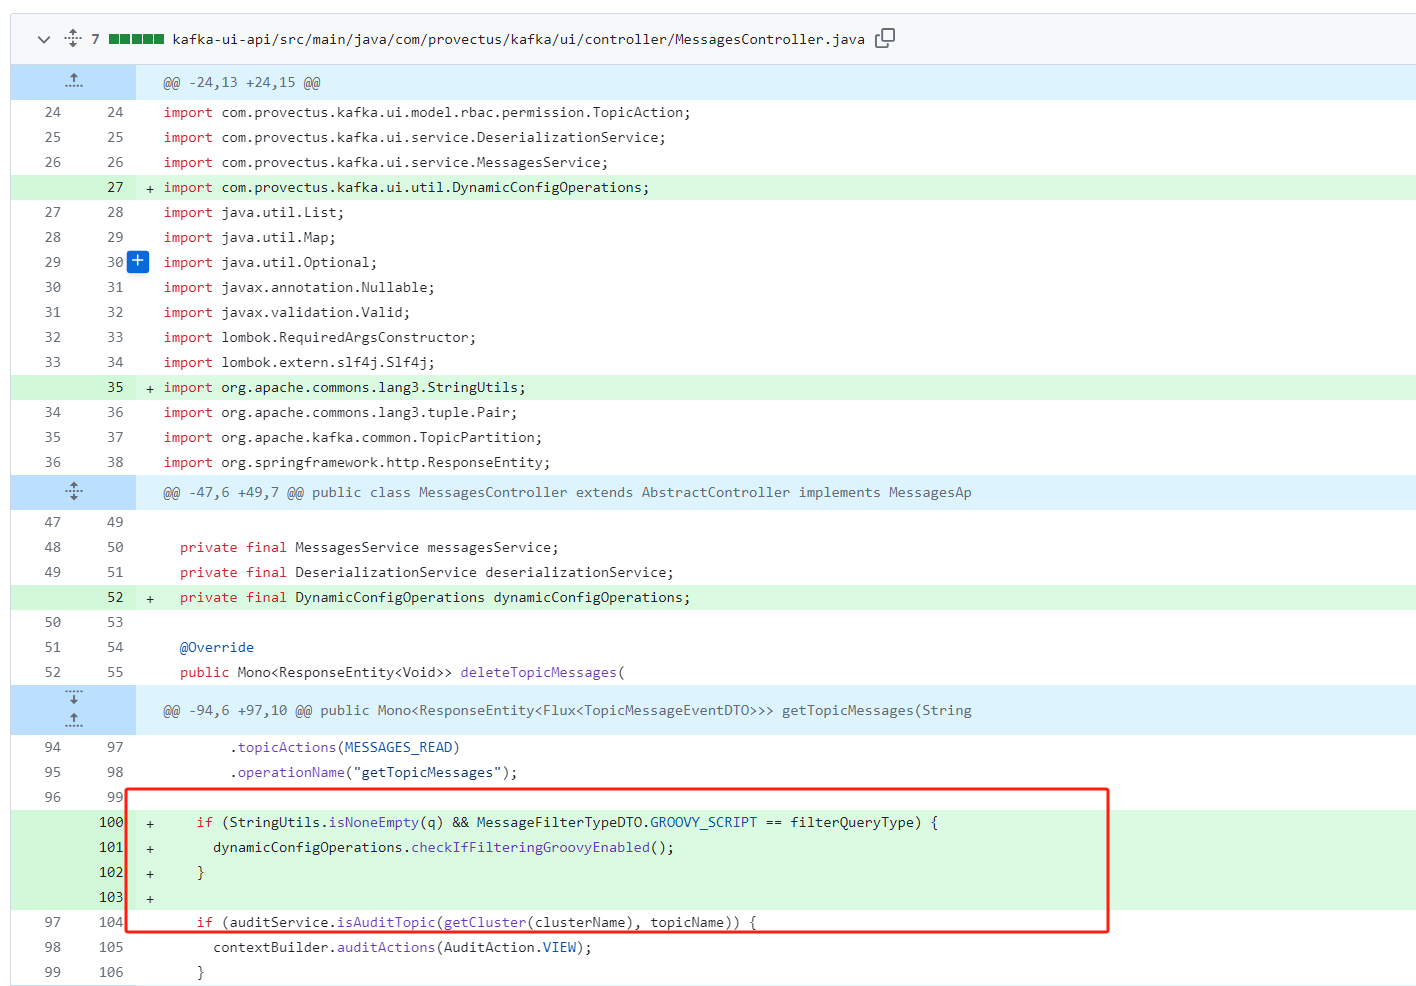 7 kafka-ui-api/src/main/java/com/provectus/kafka/ui/controller/MessagesController.java
@@ -24,13 +24,15 @@
24 24 import com.provectus.kafka.ui.model.rbac.permission.TopicAction;
25 25 import com.provectus.kafka.ui.service.DeserializationService;
26 26 import com.provectus.kafka.ui.service.MessagesService;
27 + import com.provectus.kafka.ui.util.DynamicConfigOperations;
27 28 import java.util.List;
28 29 import java.util.Map;
29 30 import java.util.Optional;
30 31 import javax.annotation.Nullable;
31 32 import javax.validation.Valid;
32 33 import lombok.RequiredArgsConstructor;
33 34 import lombok.extern.slf4j.Slf4j;
35 + import org.apache.commons.lang3.StringUtils;
34 36 import org.apache.commons.lang3.tuple.Pair;
35 37 import org.apache.kafka.common.TopicPartition;
36 38 import org.springframework.http.ResponseEntity;
@@ -47,6 +49,7 @@ public class MessagesController extends AbstractController implements MessagesAp
47 49
48 50 private final MessagesService messagesService;
49 51 private final DeserializationService deserializationService;
52 + private final DynamicConfigOperations dynamicConfigOperations;
50 53
51 54 @Override
52 55 public Mono<ResponseEntity<Void>> deleteTopicMessages(
@@ -94,6 +97,10 @@ public Mono<ResponseEntity<Flux<TopicMessageEventDTO>>> getTopicMessages(String
94 97 .topicActions(MESSAGES_READ)
95 98 .operationName("getTopicMessages");
96 99
100 + if (StringUtils.isNoneEmpty(q) && MessageFilterTypeDTO.GROOVY_SCRIPT == filterQueryType) {
101 + dynamicConfigOperations.checkIfFilteringGroovyEnabled();
102 + }
103 +
97 104 if (auditService.isAuditTopic(getCluster(clusterName), topicName)) {
98 105 contextBuilder.auditActions(AuditAction.VIEW);
99 106 }